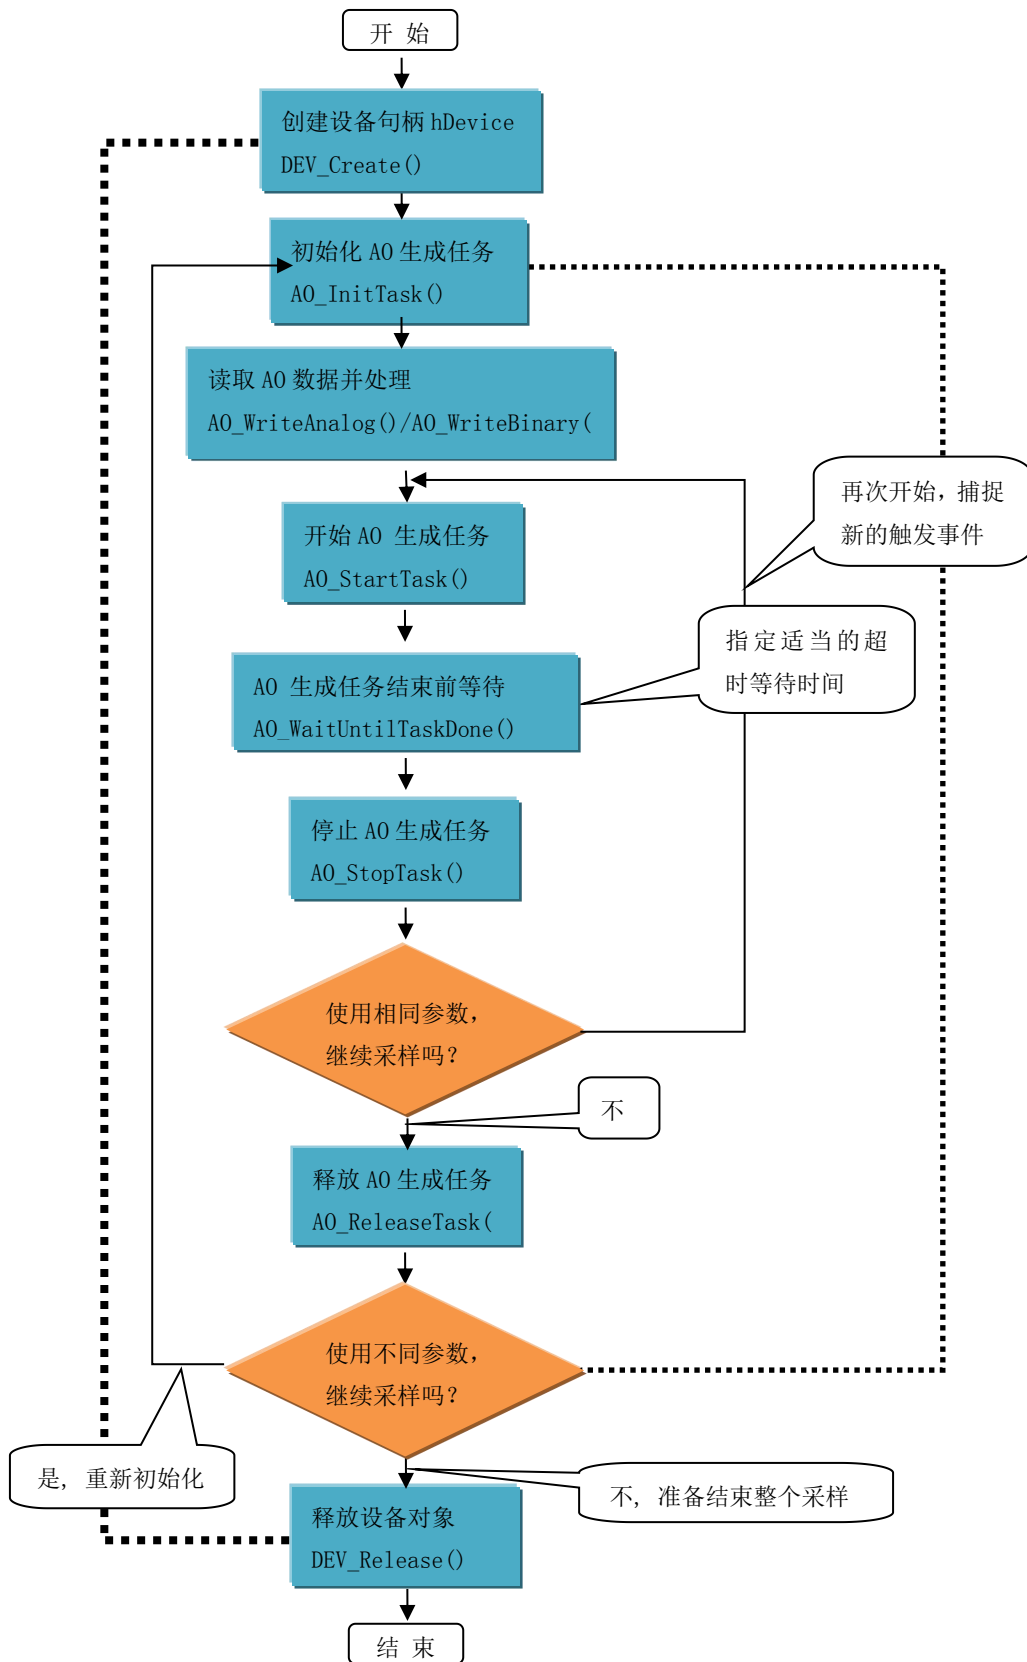 开 始
创建设备句柄 hDevice
DEV_Create()
初始化 AO 生成任务
AO_InitTask()
读取 AO 数据并处理
AO_WriteAnalog()/AO_WriteBinary(
再次开始，捕捉
新的触发事件
开始 AO 生成任务
AO_StartTask()
指定适当的超
时等待时间
AO 生成任务结束前等待
AO_WaitUntilTaskDone()
停止 AO 生成任务
AO_StopTask()
使用相同参数，
继续采样吗？
不
释放 AO 生成任务
AO_ReleaseTask(
使用不同参数，
继续采样吗？
是，重新初始化
不，准备结束整个采样
释放设备对象
DEV_Release()
结 束